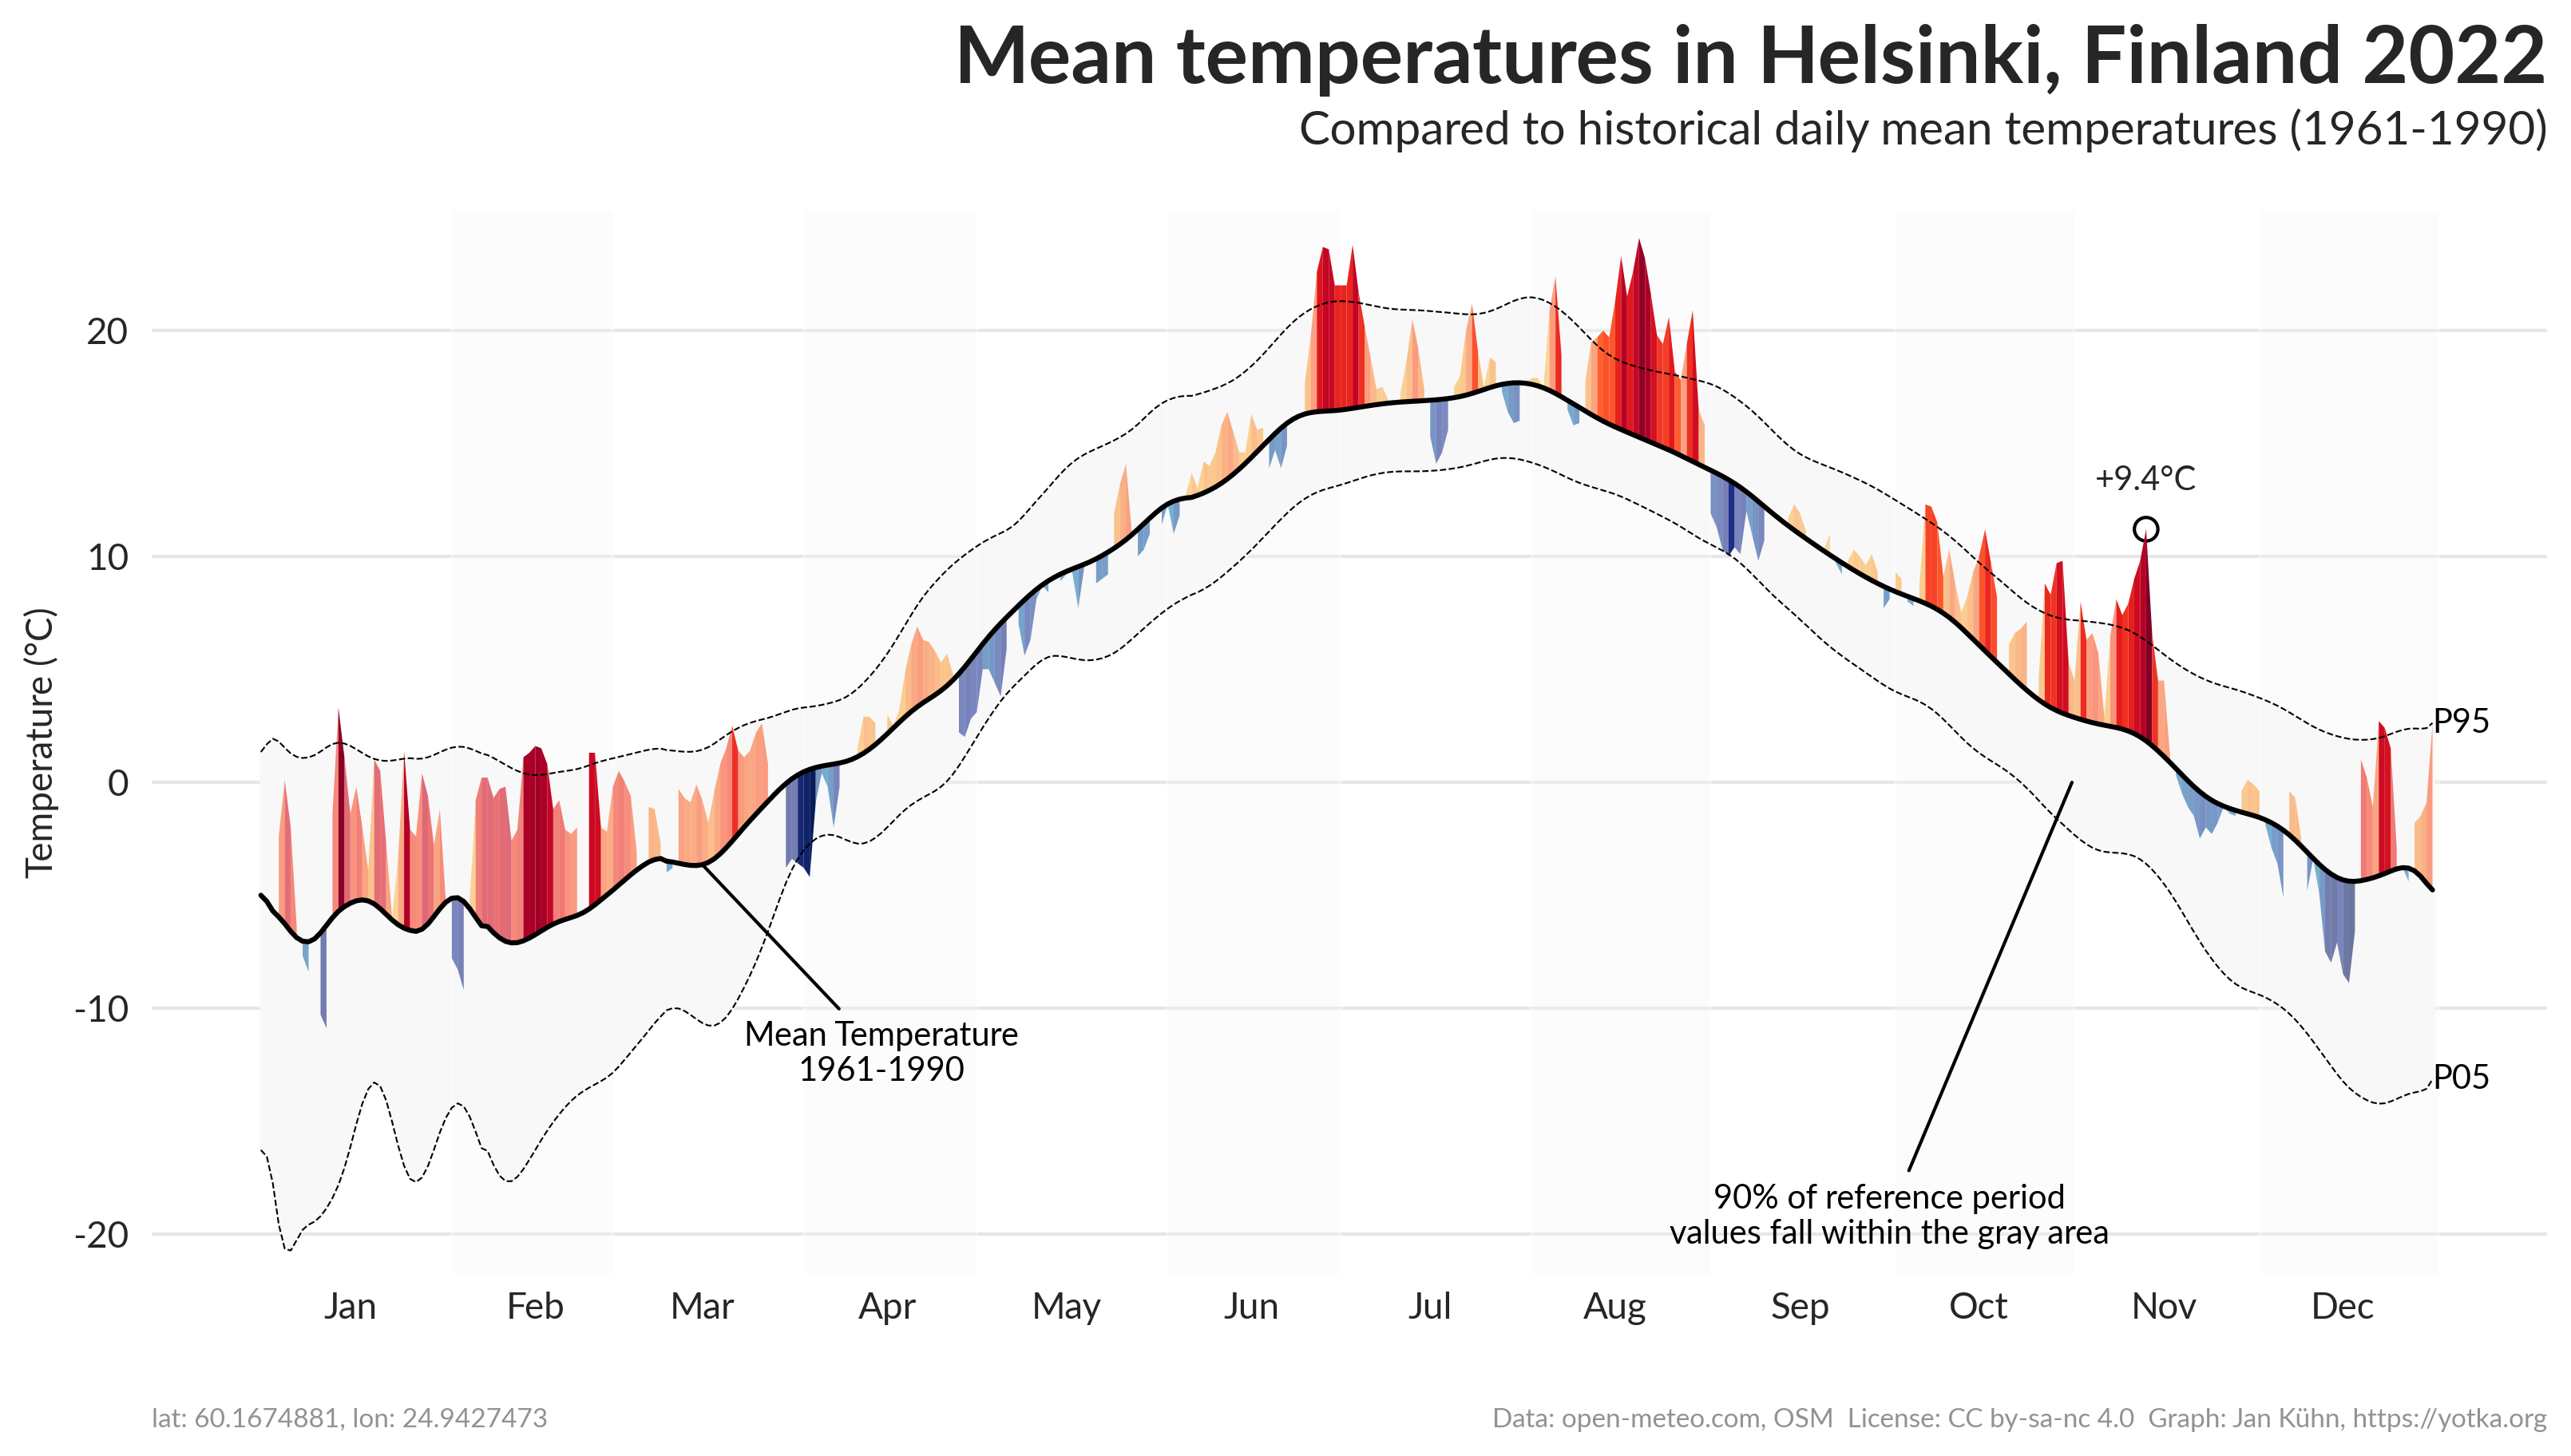 Mean temperatures in Helsinki, Finland 2022
Compared to historical daily mean temperatures (1961-1990)
Temperature (°C)
20
10
0
-10
-20
+9.4°C
P95
P05
Mean Temperature
1961-1990
90% of reference period
values fall within the gray area
Jan Feb Mar Apr May Jun Jul Aug Sep Oct Nov Dec
lat: 60.1674881, lon: 24.9427473
Data: open-meteo.com, OSM  License: CC by-sa-nc 4.0  Graph: Jan Kühn, https://yotka.org